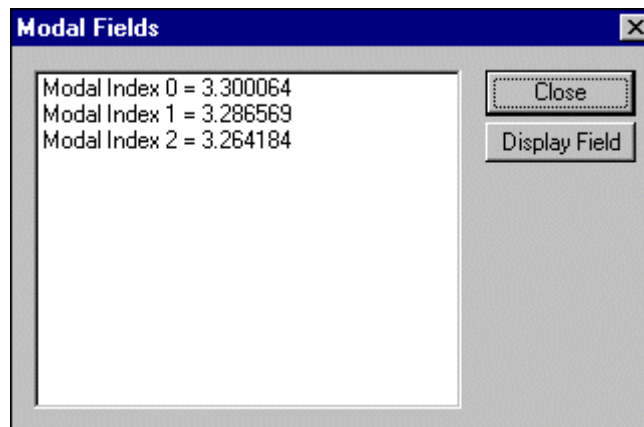 Modal Fields
Modal Index 0 = 3.300064
Modal Index 1 = 3.286569
Modal Index 2 = 3.264184
Close
Display Field